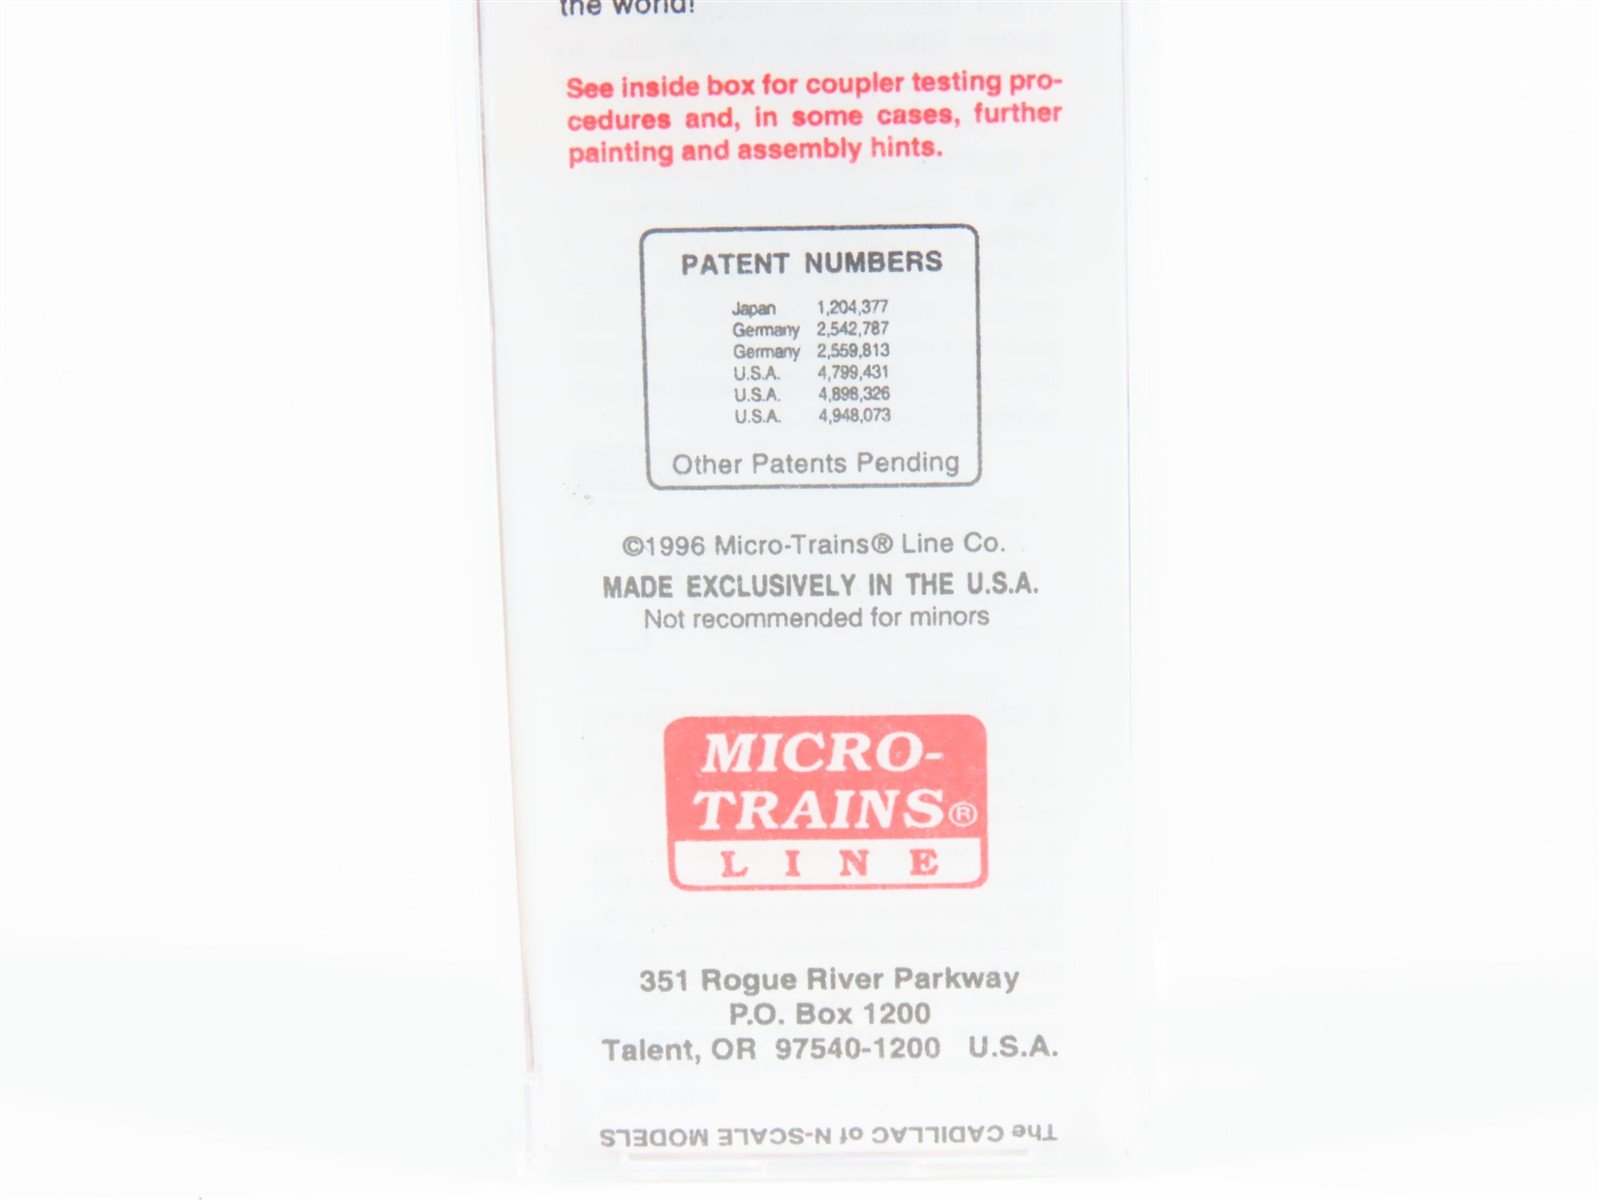 the world!
See inside box for coupler testing pro-
cedures and, in some cases, further
painting and assembly hints.
PATENT NUMBERS
Japan 1,204,377
Germany 2,542,787
Germany 2,559,813
U.S.A. 4,799,431
U.S.A. 4,898,326
U.S.A. 4,948,073
Other Patents Pending
©1996 Micro-Trains® Line Co.
MADE EXCLUSIVELY IN THE U.S.A.
Not recommended for minors
MICRO-
TRAINS®
LINE
351 Rogue River Parkway
P.O. Box 1200
Talent, OR 97540-1200 U.S.A.
The CADILLAC of N-SCALE MODELS